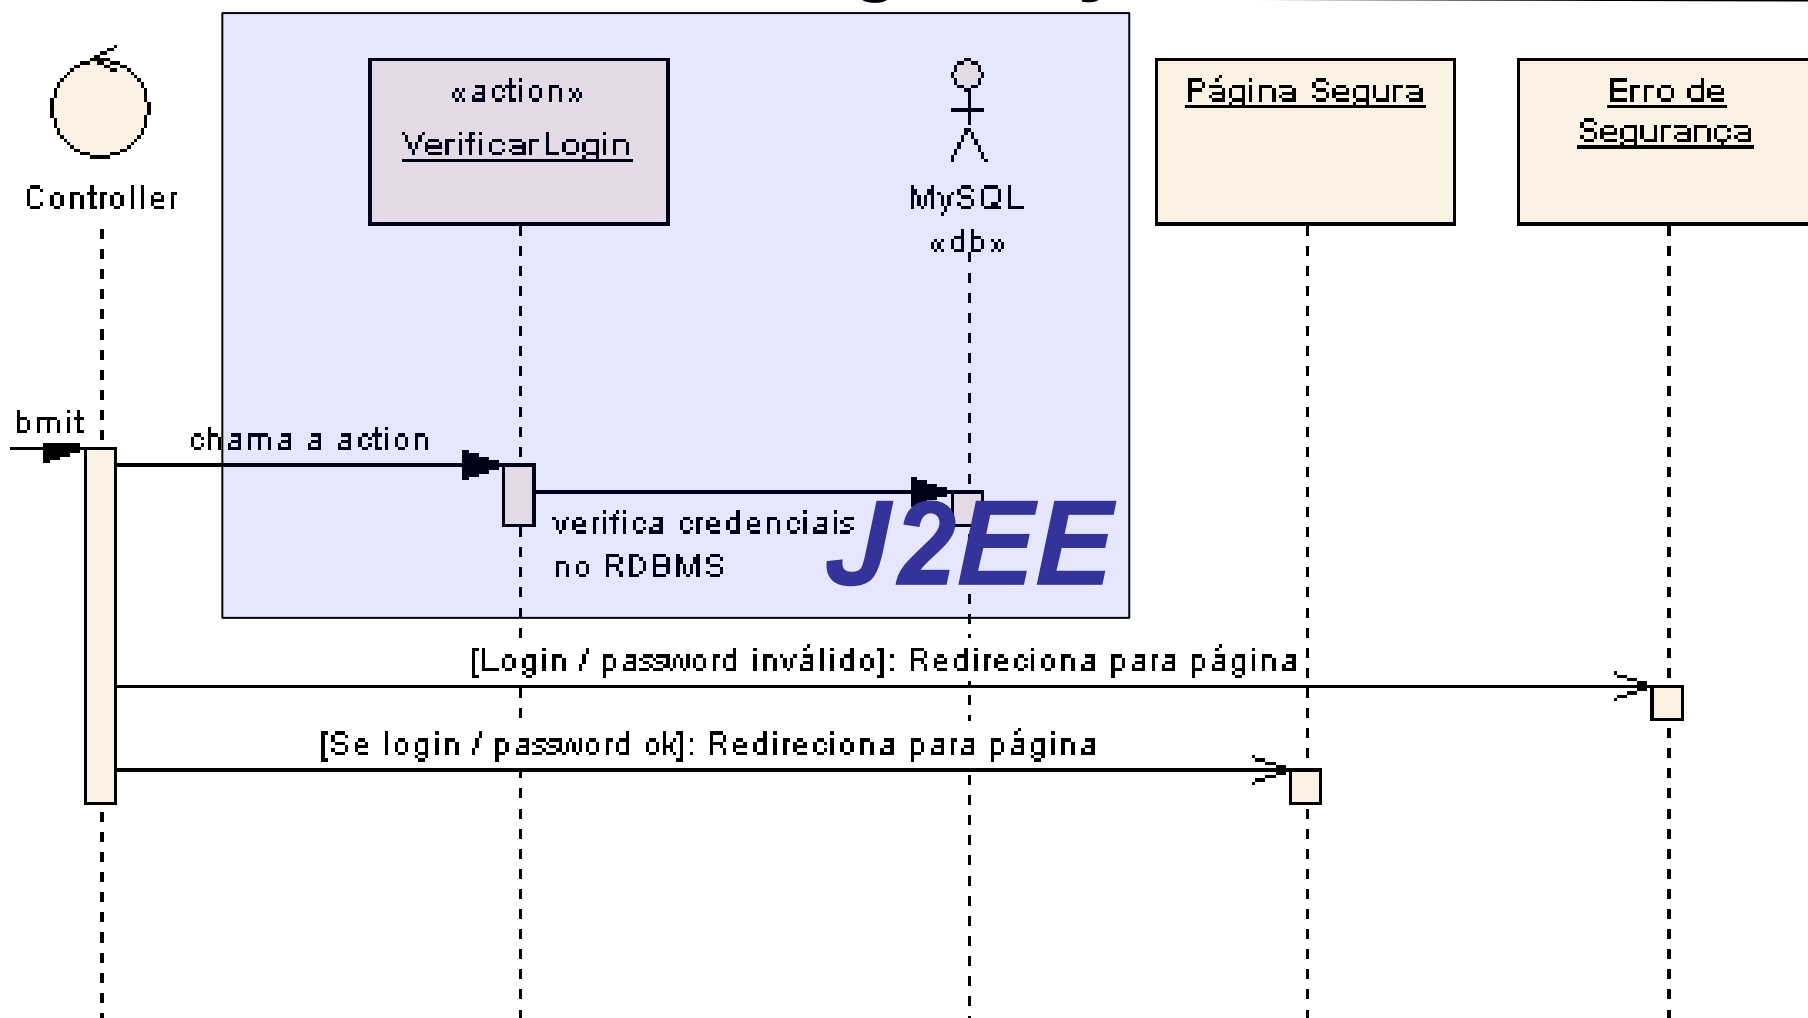 «action»
VerificarLogin
Página Segura
Erro de
Segurança
Controller
MySQL
«db»
bmit
chama a action
verifica credenciais
no RDBMS
J2EE
[Login / password inválido]: Redireciona para página
[Se login / password ok]: Redireciona para página